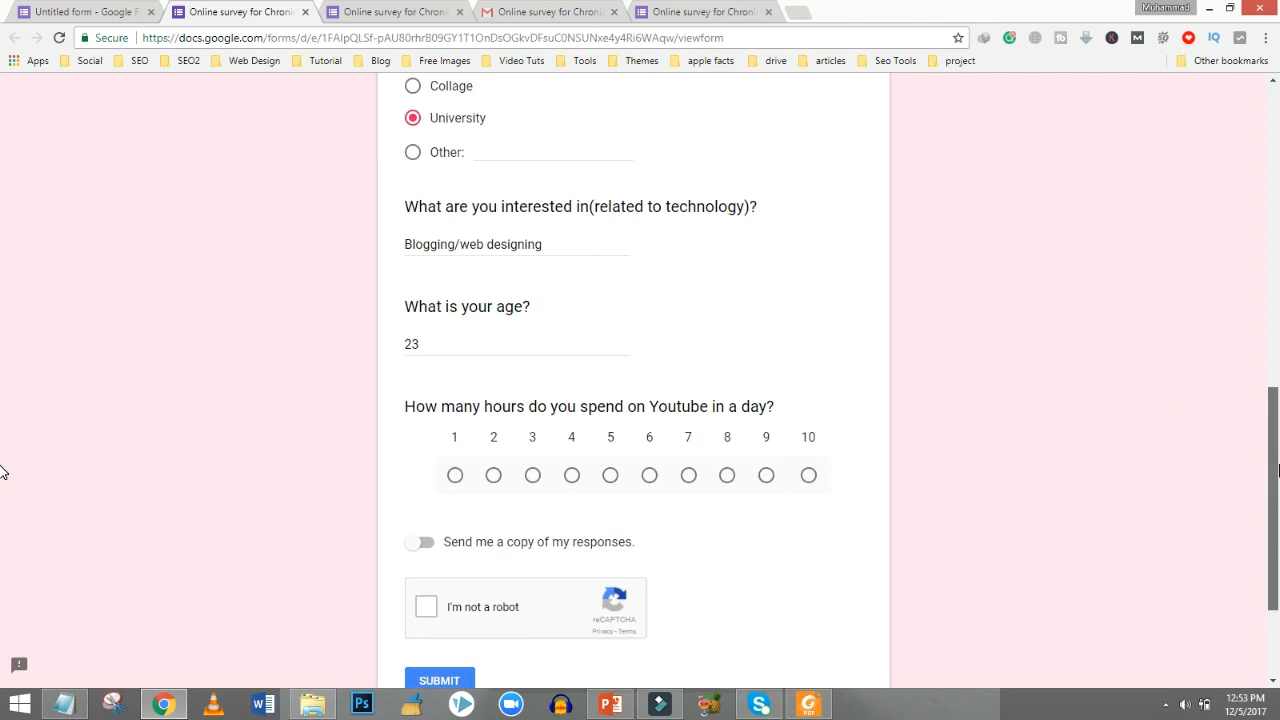 Untitled form - Google F
Online survey for Chroni
Online survey for Chroni
Online survey for Chroni
Online survey for Chroni
Muhammad
Secure
https://docs.google.com/forms/d/e/1FAIpQLSf-pAU80rhrB09GY1T1OnDsOGkvDFsuC0NSUNxe4y4Ri6WAqw/viewform
Apps Social SEO SEO2 Web Design Tutorial Blog Free Images Video Tuts Tools Themes apple facts drive articles Seo Tools project Other bookmarks
Collage
University
Other:
What are you interested in(related to technology)?
Blogging/web designing
What is your age?
23
How many hours do you spend on Youtube in a day?
1 2 3 4 5 6 7 8 9 10
Send me a copy of my responses.
I'm not a robot
reCAPTCHA
Privacy - Terms
SUBMIT
12:53 PM
12/5/2017